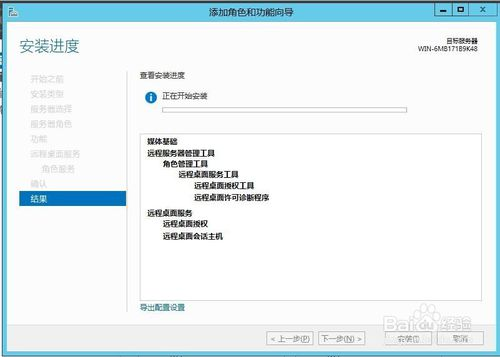 添加角色和功能向导
安装进度
目标服务器
WIN-6MB171B9K48
开始之前
安装类型
服务器选择
服务器角色
功能
远程桌面服务
角色服务
确认
结果
查看安装进度
正在开始安装
媒体基础
远程服务器管理工具
角色管理工具
远程桌面服务工具
远程桌面授权工具
远程桌面许可诊断程序
远程桌面服务
远程桌面授权
远程桌面会话主机
导出配置设置
< 上一步(P)
下一步(N) >
安装(I)
取消
Baidu经验